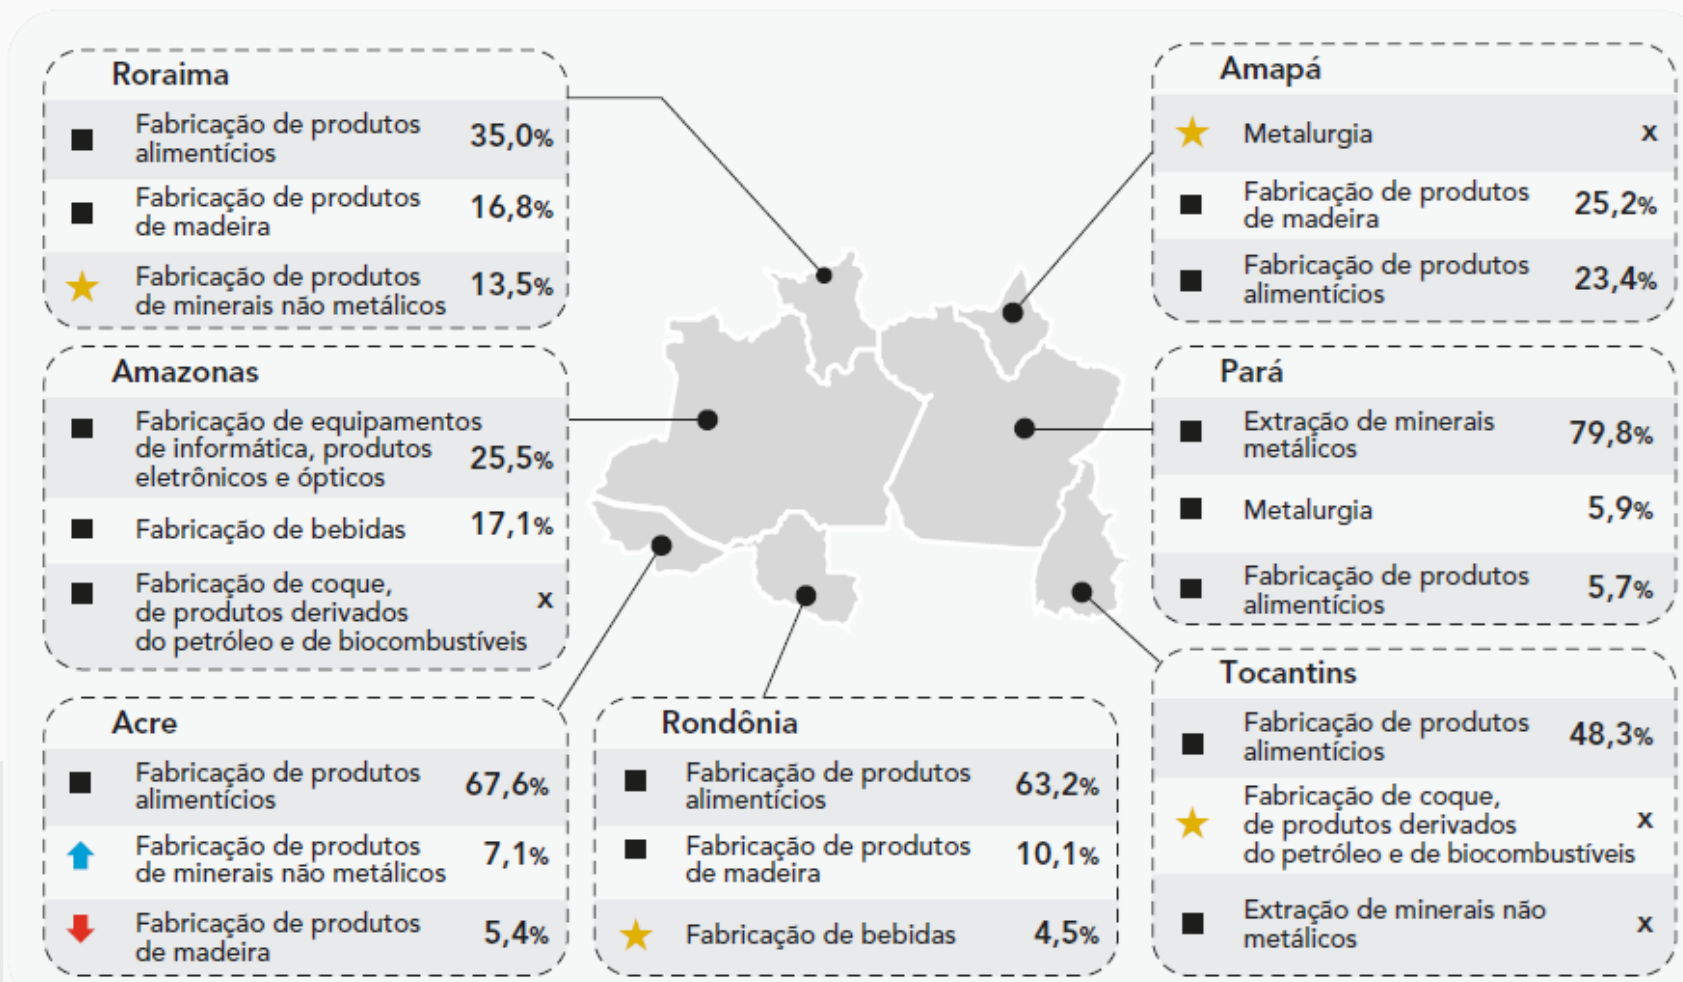 Roraima
Fabricação de produtos
alimentícios
35,0%
Fabricação de produtos
de madeira
16,8%
Fabricação de produtos
de minerais não metálicos
13,5%
Amazonas
Fabricação de equipamentos
de informática, produtos
eletrônicos e ópticos
25,5%
Fabricação de bebidas
17,1%
Fabricação de coque,
de produtos derivados
do petróleo e de biocombustíveis
x
Acre
Fabricação de produtos
alimentícios
67,6%
Fabricação de produtos
de minerais não metálicos
7,1%
Fabricação de produtos
de madeira
5,4%
Rondônia
Fabricação de produtos
alimentícios
63,2%
Fabricação de produtos
de madeira
10,1%
Fabricação de bebidas
4,5%
Amapá
Metalurgia
x
Fabricação de produtos
de madeira
25,2%
Fabricação de produtos
alimentícios
23,4%
Pará
Extração de minerais
metálicos
79,8%
Metalurgia
5,9%
Fabricação de produtos
alimentícios
5,7%
Tocantins
Fabricação de produtos
alimentícios
48,3%
Fabricação de coque,
de produtos derivados
do petróleo e de biocombustíveis
x
Extração de minerais não
metálicos
x